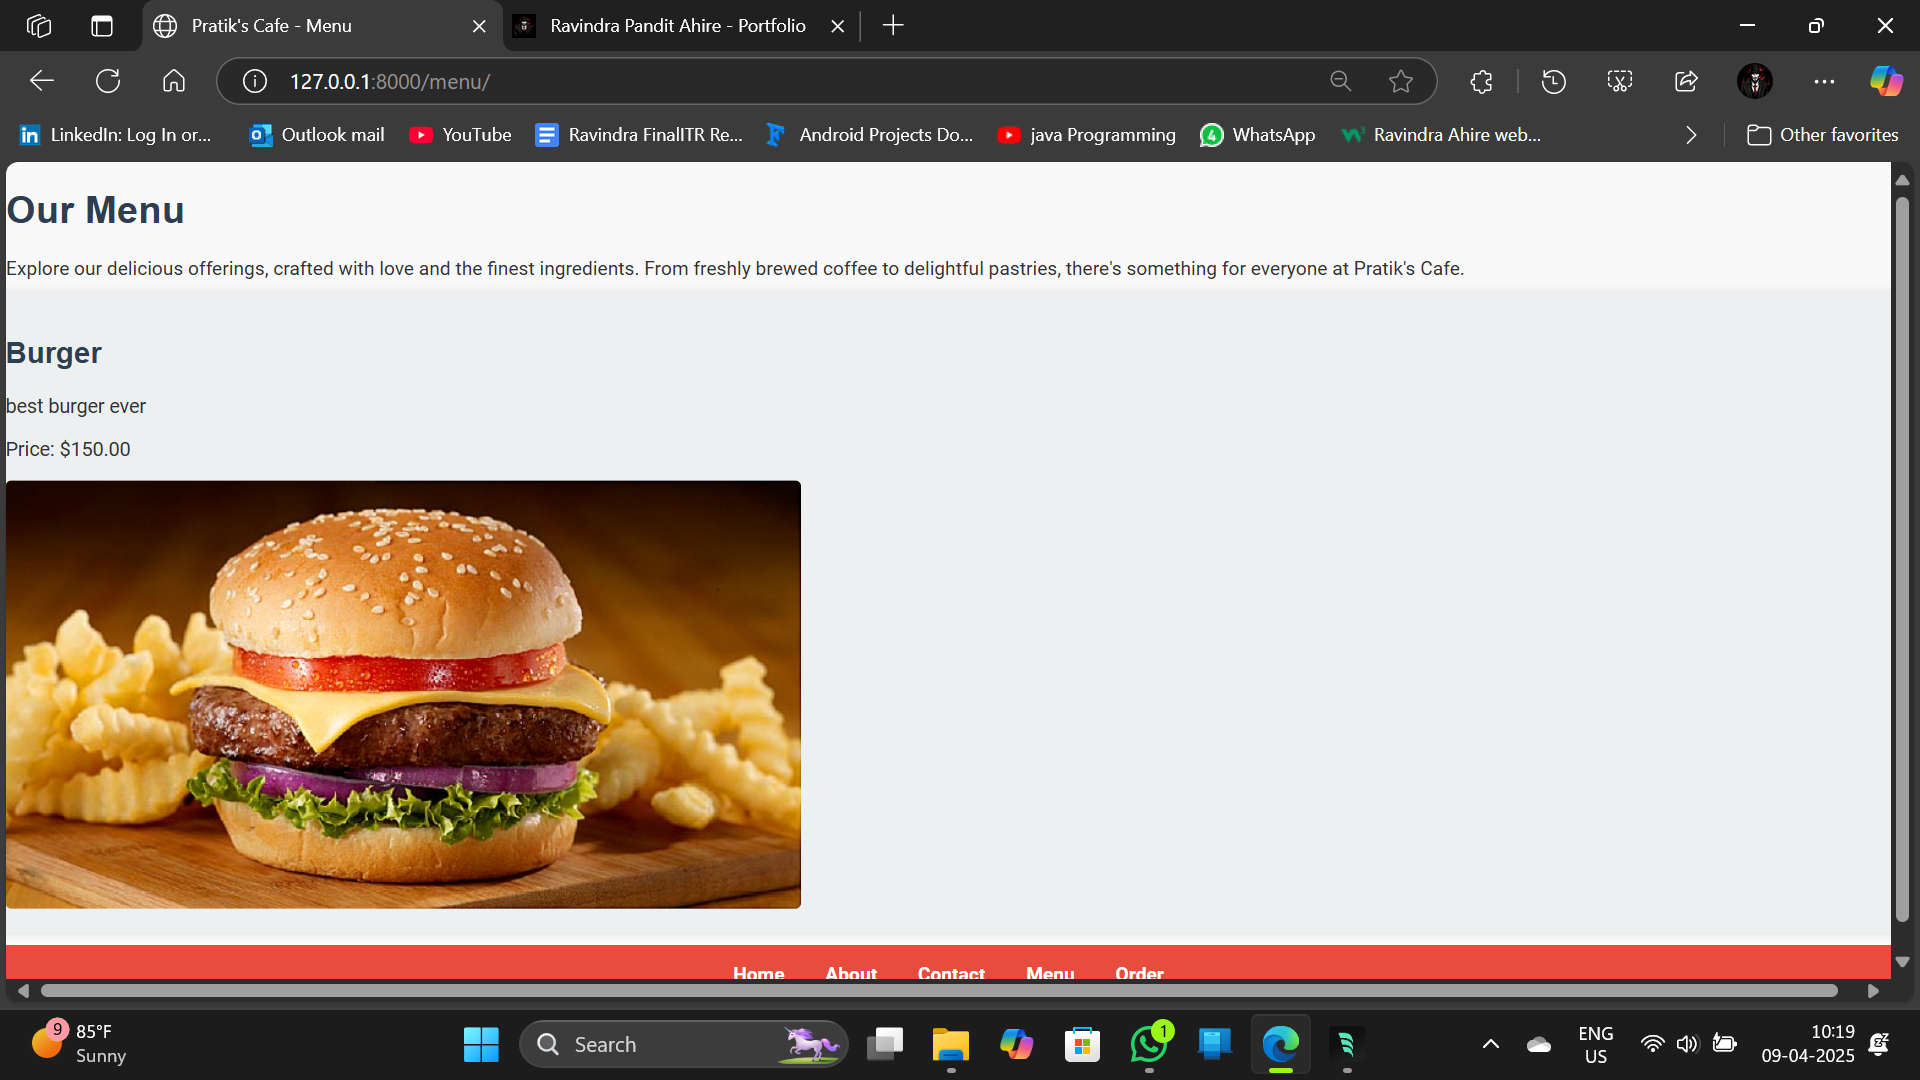 Pratik's Cafe - Menu
Ravindra Pandit Ahire - Portfolio
127.0.0.1:8000/menu/
LinkedIn: Log In or...
Outlook mail
YouTube
Ravindra FinalITR Re...
Android Projects Do...
java Programming
4
WhatsApp
Ravindra Ahire web...
Other favorites
Our Menu
Explore our delicious offerings, crafted with love and the finest ingredients. From freshly brewed coffee to delightful pastries, there's something for everyone at Pratik's Cafe.
Burger
best burger ever
Price: $150.00
Home About Contact Menu Order
9
85°F
Sunny
Search
1
ENG
US
10:19
09-04-2025